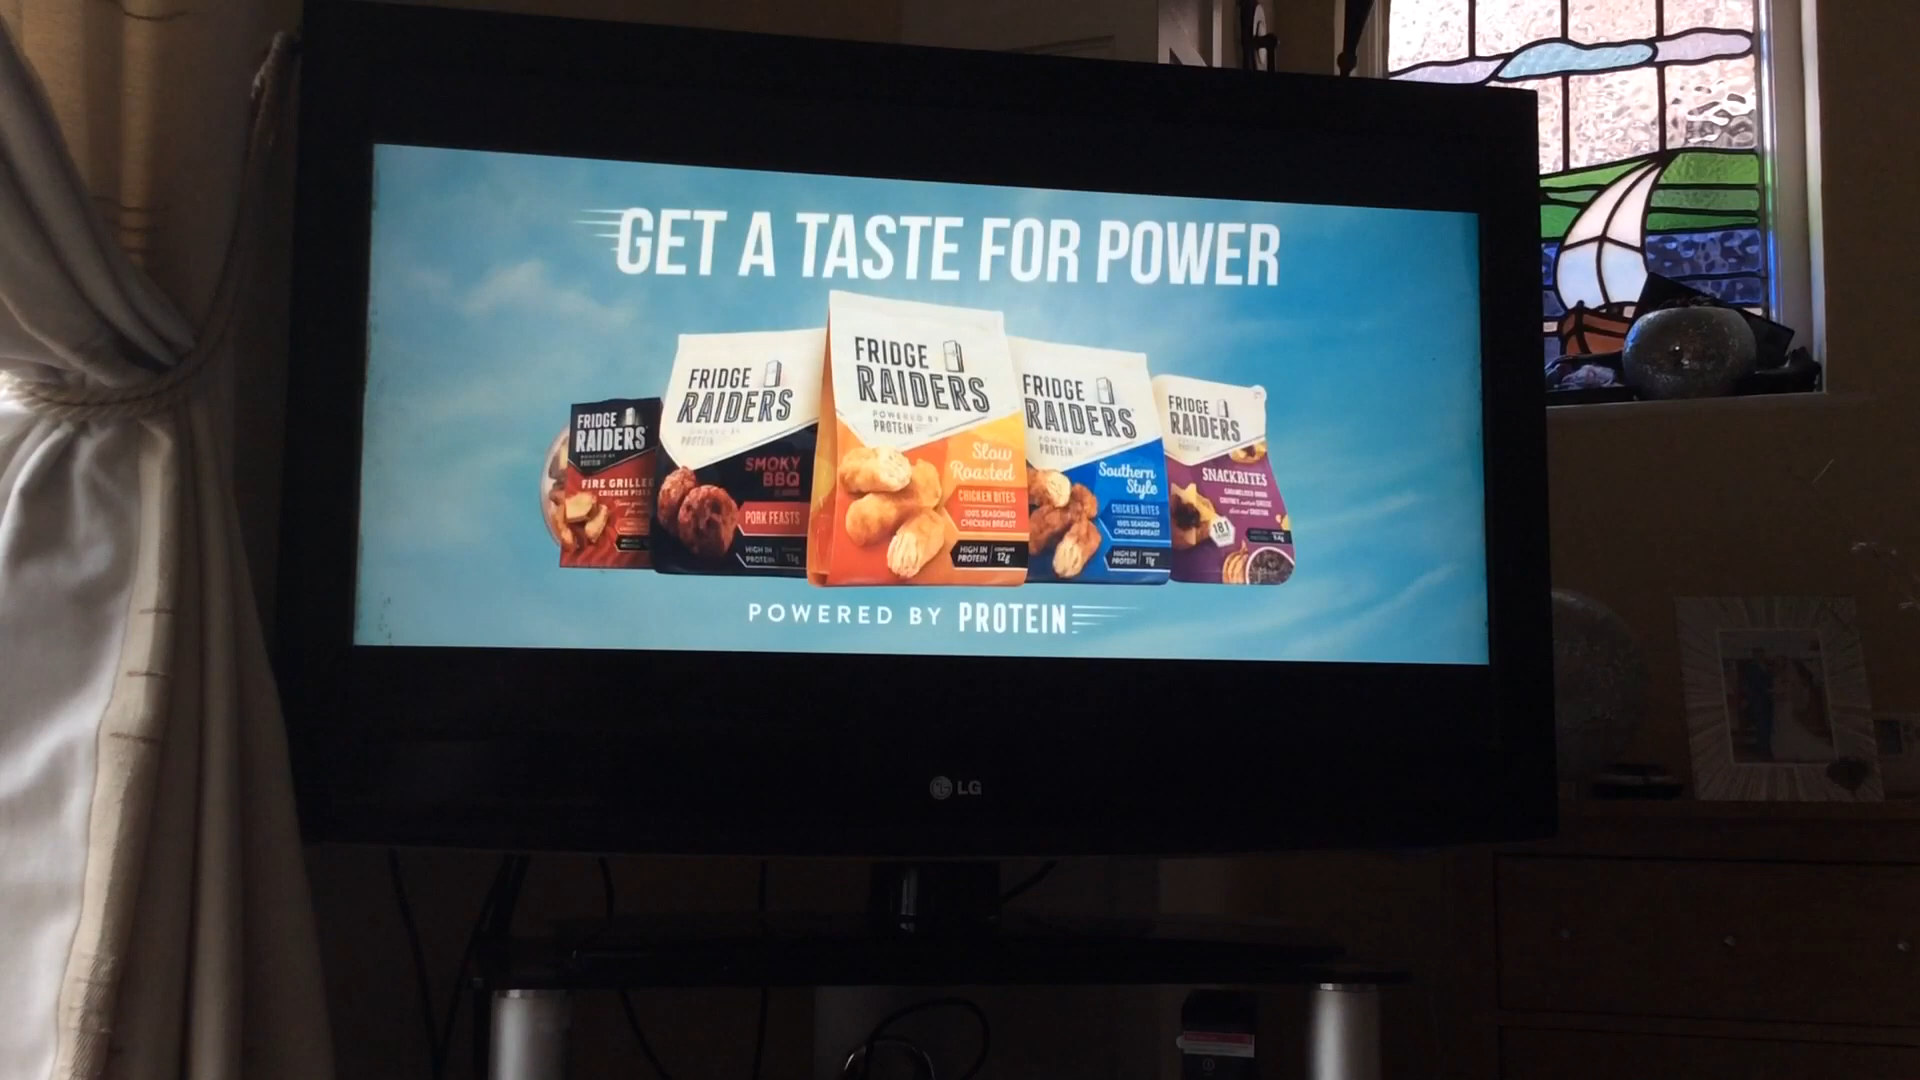 GET A TASTE FOR POWER
FRIDGE
RAIDERS
FIRE GRILLED
FRIDGE
RAIDERS
PROTEIN
SMOKY
BBQ
PORK FEASTS
HIGH IN
PROTEIN
FRIDGE
RAIDERS
POWERED BY
PROTEIN
Slow
Roasted
CHICKEN BITES
100% SEASONED
CHICKEN BREAST
HIGH IN
PROTEIN
12g
FRIDGE
RAIDERS
POWERED BY
PROTEIN
Southern
Style
CHICKEN BITES
100% SEASONED
CHICKEN BREAST
HIGH IN
PROTEIN
11g
FRIDGE
RAIDERS
SNACKBITES
181
POWERED BY PROTEIN
LG